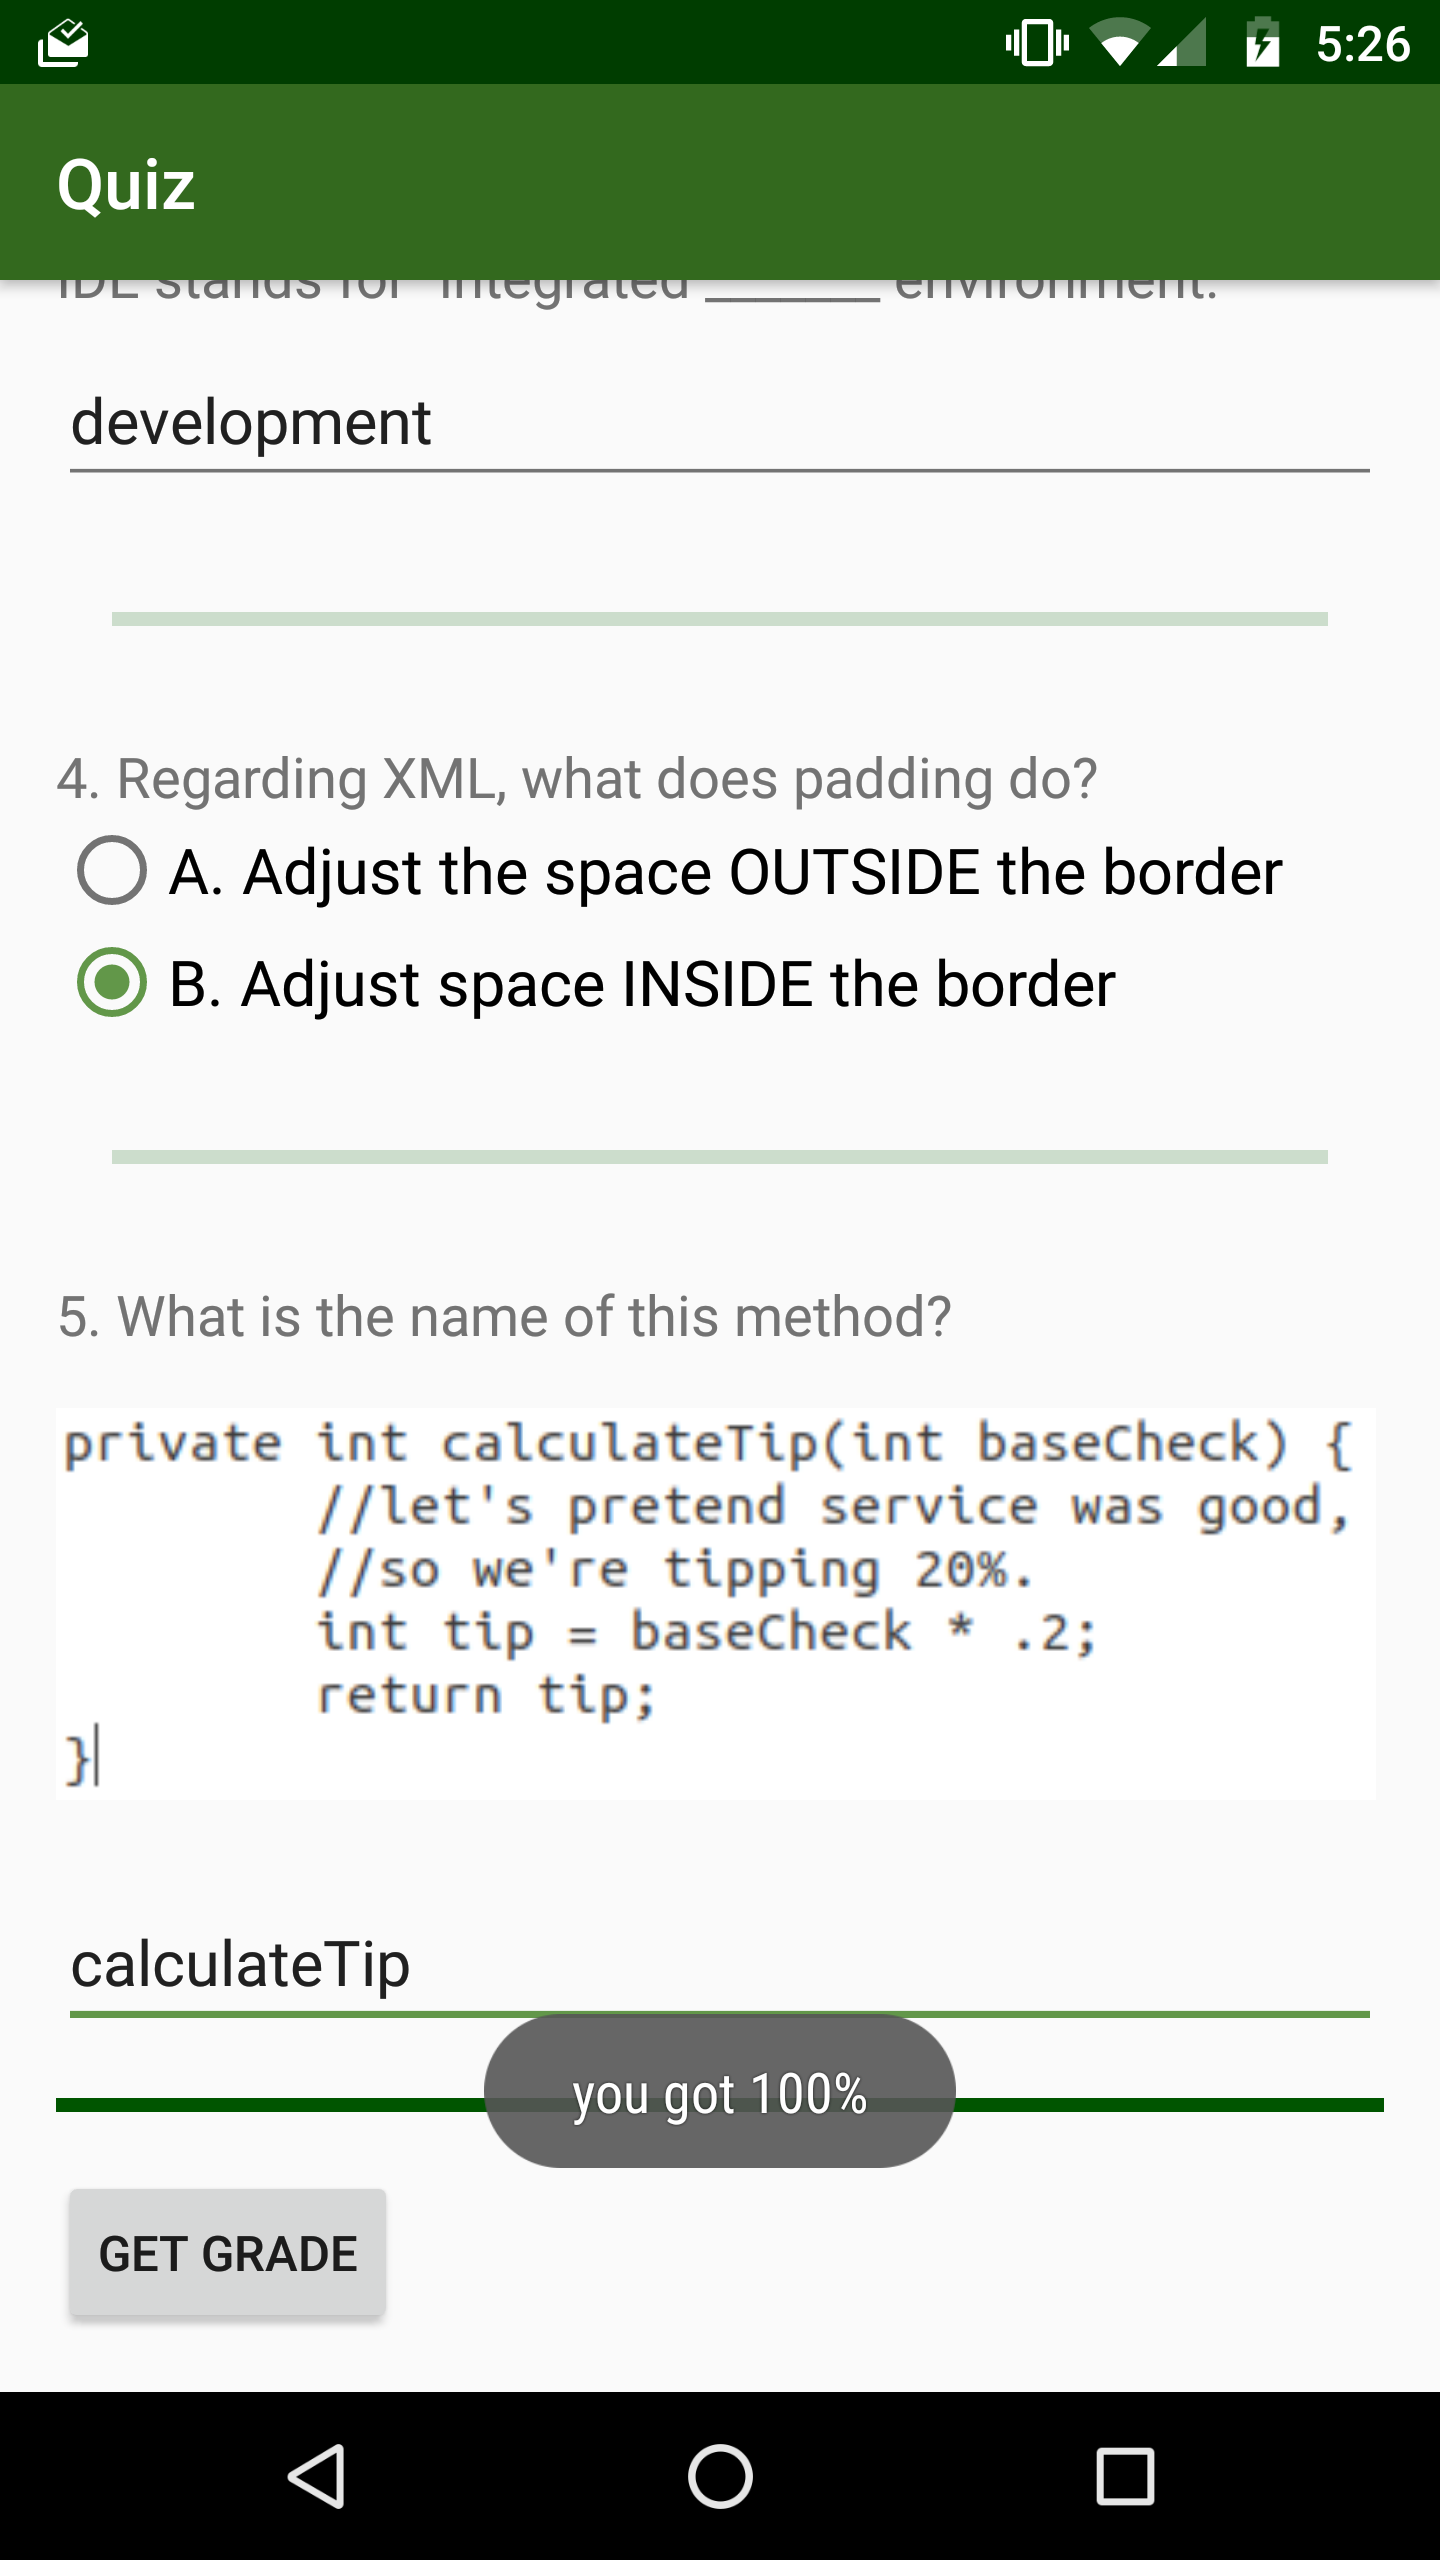 5:26
Quiz
IDE stands for "Integrated _______ environment.
development
4. Regarding XML, what does padding do?
A. Adjust the space OUTSIDE the border
B. Adjust space INSIDE the border
5. What is the name of this method?
private int calculateTip(int baseCheck) {
//let's pretend service was good,
//so we're tipping 20%.
int tip = baseCheck * .2;
return tip;
}
calculateTip
you got 100%
GET GRADE